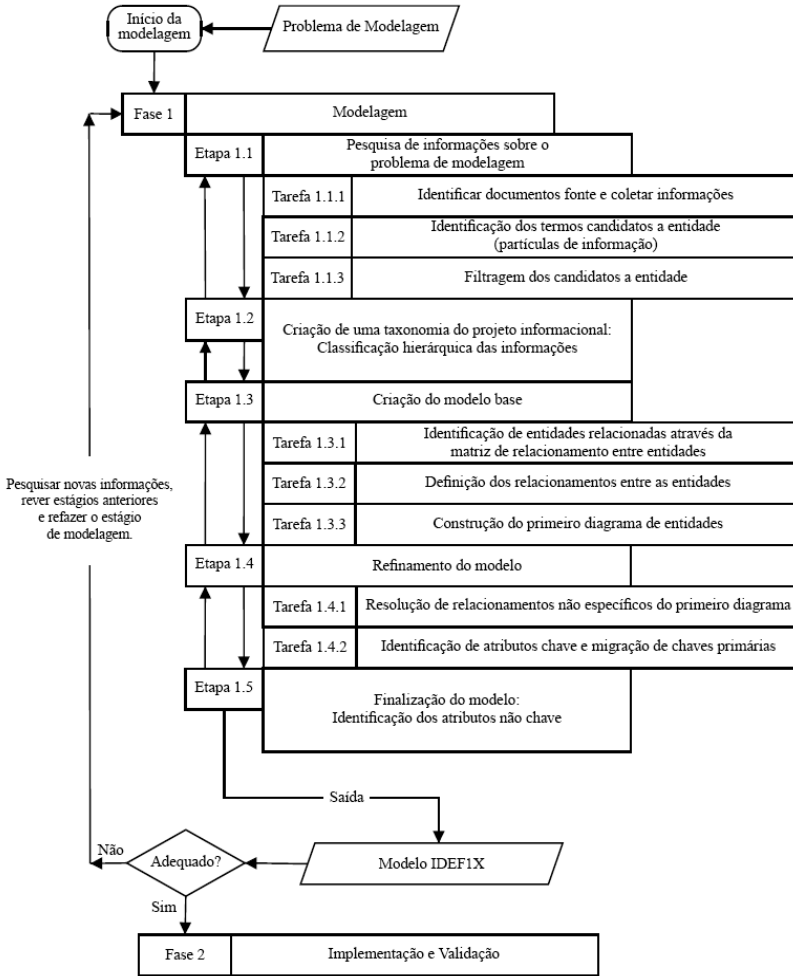 Início da
modelagem
Problema de Modelagem
Fase 1
Modelagem
Etapa 1.1
Pesquisa de informações sobre o
problema de modelagem
Tarefa 1.1.1
Identificar documentos fonte e coletar informações
Tarefa 1.1.2
Identificação dos termos candidatos a entidade
(partículas de informação)
Tarefa 1.1.3
Filtragem dos candidatos a entidade
Etapa 1.2
Criação de uma taxonomia do projeto informacional:
Classificação hierárquica das informações
Etapa 1.3
Criação do modelo base
Tarefa 1.3.1
Identificação de entidades relacionadas através da
matriz de relacionamento entre entidades
Tarefa 1.3.2
Definição dos relacionamentos entre as entidades
Tarefa 1.3.3
Construção do primeiro diagrama de entidades
Pesquisar novas informações,
rever estágios anteriores
e refazer o estágio
de modelagem.
Etapa 1.4
Refinamento do modelo
Tarefa 1.4.1
Resolução de relacionamentos não específicos do primeiro diagrama
Tarefa 1.4.2
Identificação de atributos chave e migração de chaves primárias
Etapa 1.5
Finalização do modelo:
Identificação dos atributos não chave
Saída
Não
Adequado?
Modelo IDEF1X
Sim
Fase 2
Implementação e Validação